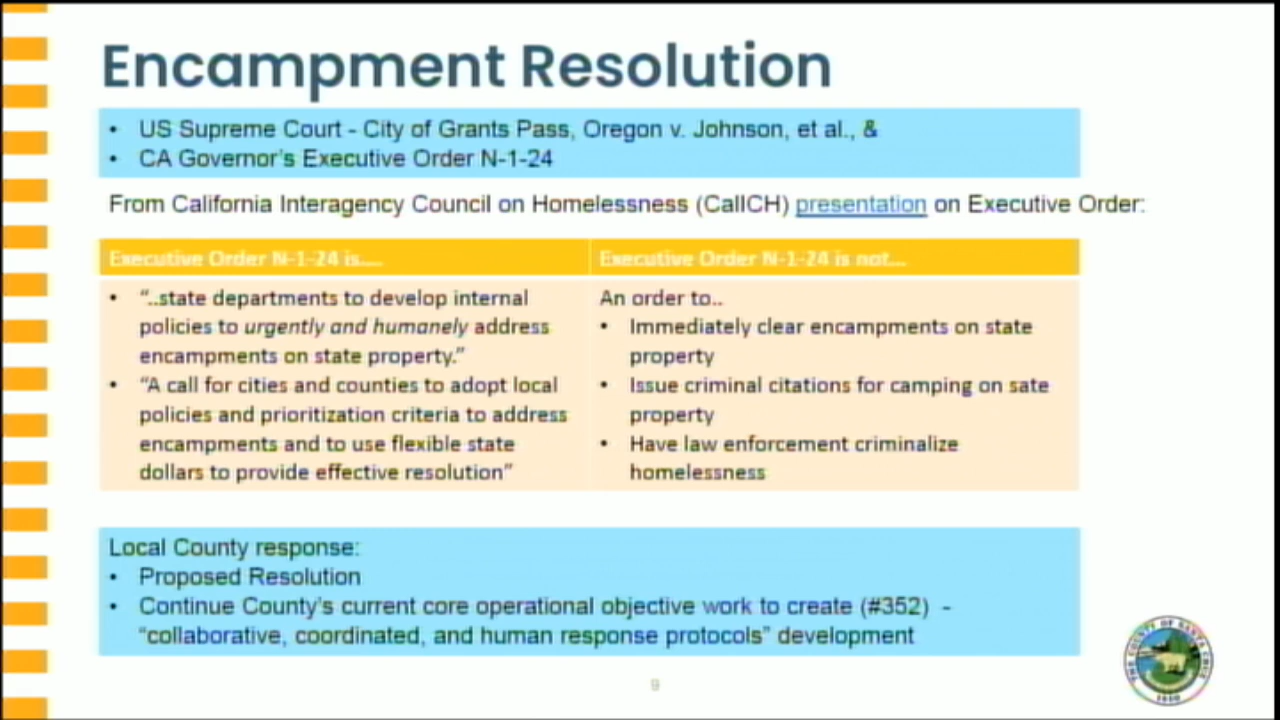 Encampment Resolution
• US Supreme Court - City of Grants Pass, Oregon v. Johnson, et al., &
• CA Governor's Executive Order N-1-24
From California Interagency Council on Homelessness (CalICH) presentation on Executive Order:
Executive Order N-1-24 is....
• “..state departments to develop internal
policies to urgently and humanely address
encampments on state property.”
• “A call for cities and counties to adopt local
policies and prioritization criteria to address
encampments and to use flexible state
dollars to provide effective resolution”
Executive Order N-1-24 is not...
An order to..
• Immediately clear encampments on state
property
• Issue criminal citations for camping on sate
property
• Have law enforcement criminalize
homelessness
Local County response:
• Proposed Resolution
• Continue County's current core operational objective work to create (#352) -
“collaborative, coordinated, and human response protocols” development
9
THE COUNTY OF SANTA CRUZ
1850